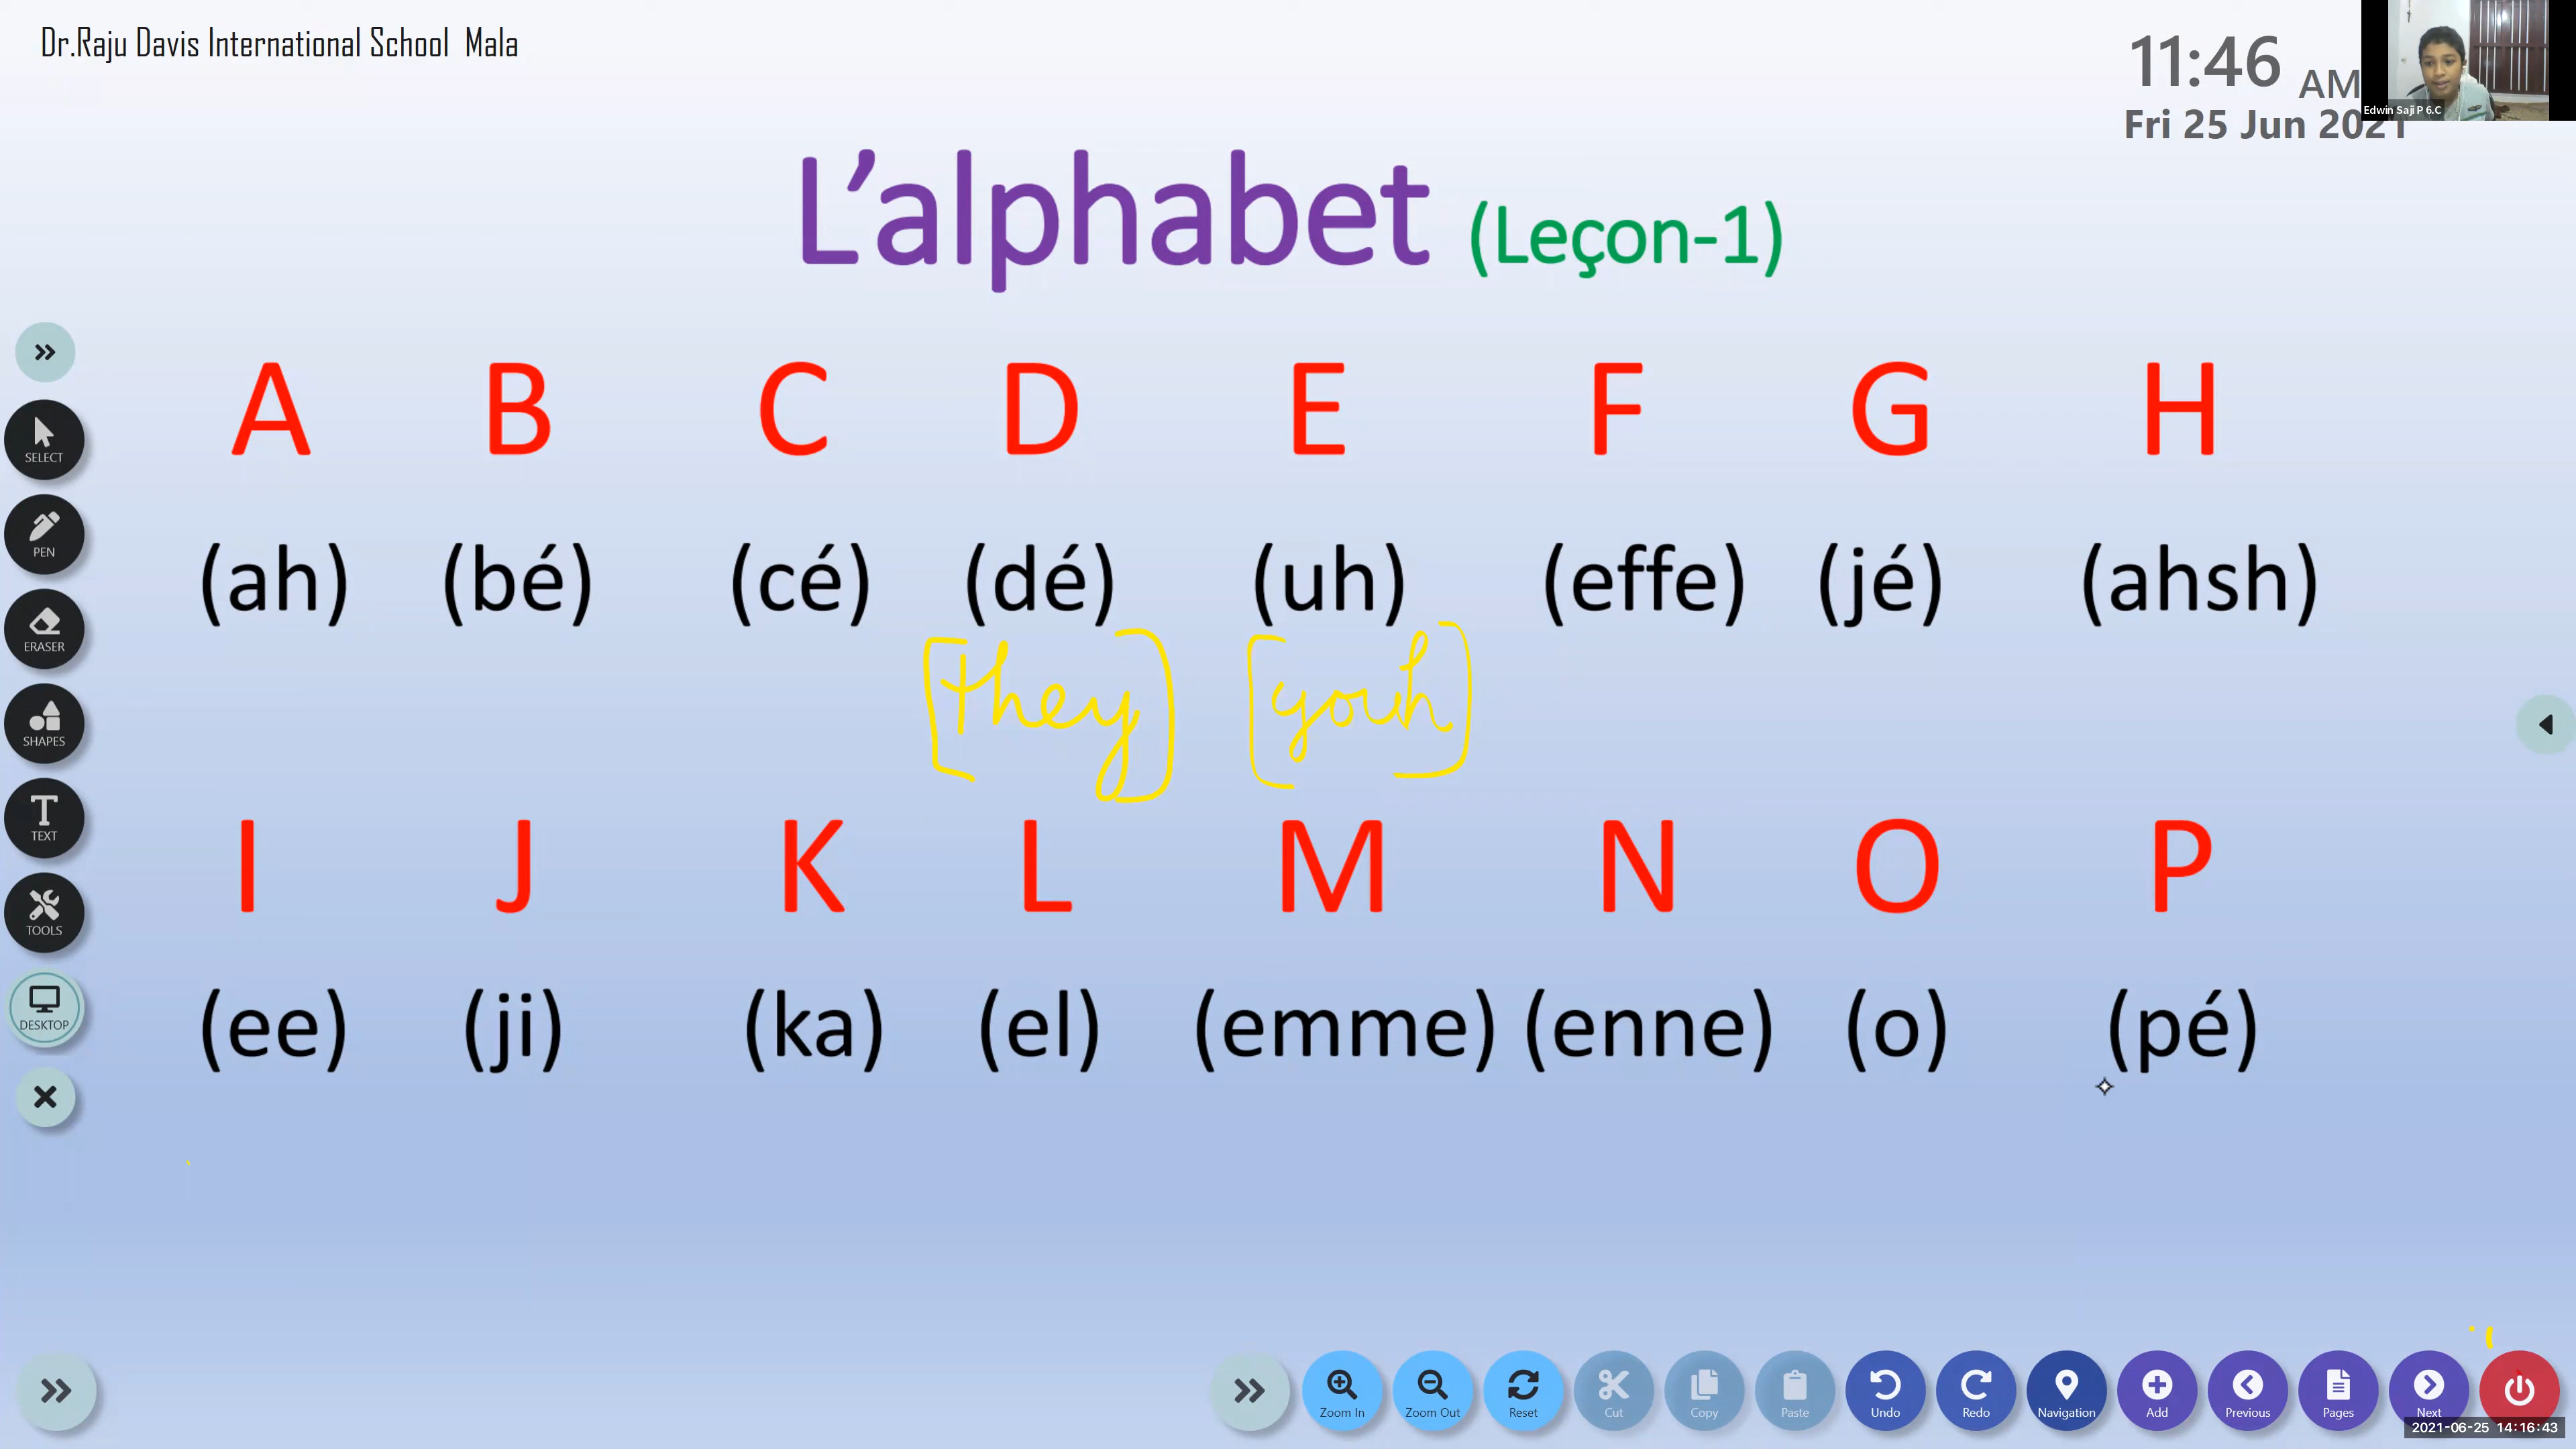 Dr.Raju Davis International School Mala
11:46 AM
Fri 25 Jun 2021
Edwin Saji P 6.C
L’alphabet (Leçon-1)
A B C D E F G H
(ah) (bé) (cé) (dé) (uh) (effe) (jé) (ahsh)
[they] [youh]
I J K L M N O P
(ee) (ji) (ka) (el) (emme) (enne) (o) (pé)
SELECT
PEN
ERASER
SHAPES
TEXT
TOOLS
DESKTOP
Zoom In Zoom Out Reset Cut Copy Paste Undo Redo Navigation Add Previous Pages Next
2021-06-25 14:16:43